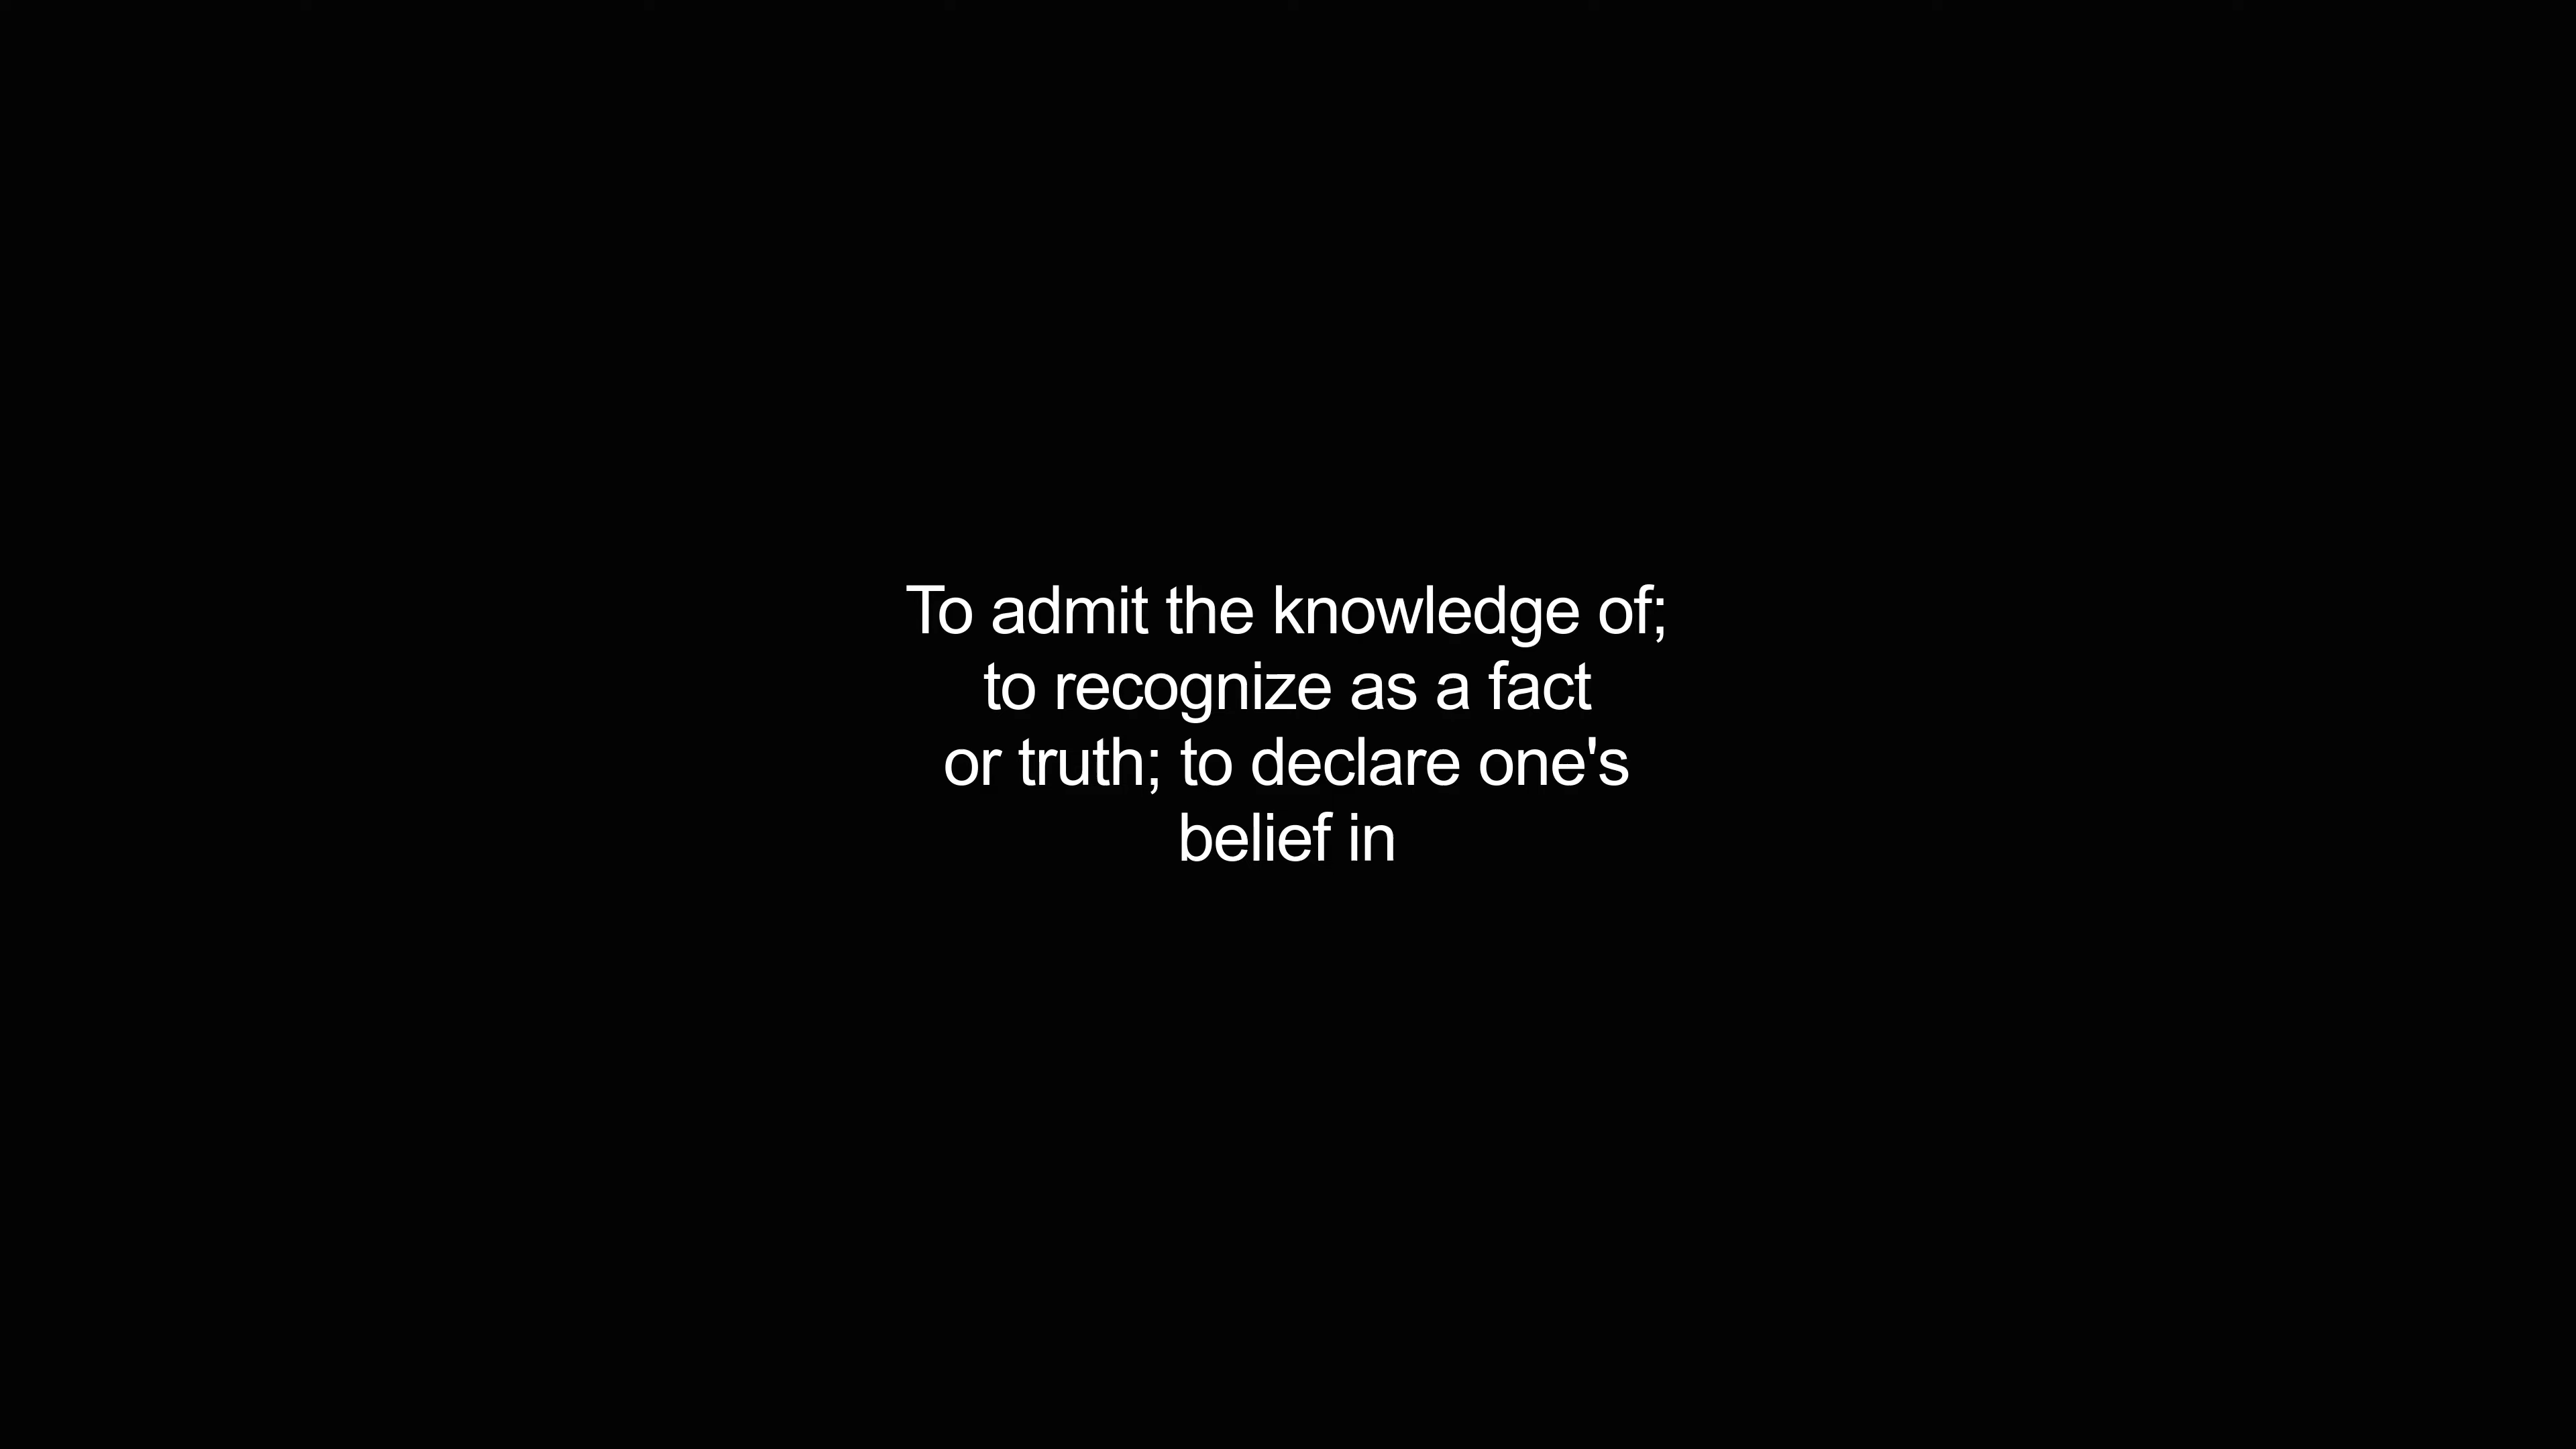 To admit the knowledge of;
to recognize as a fact
or truth; to declare one's
belief in